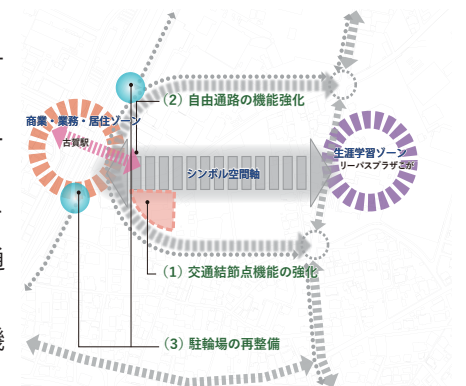 (2) 自由通路の機能強化
商業・業務・居住ゾーン
古賀駅
生涯学習ゾーン
リーパスプラザこが
シンボル空間軸
(1) 交通結節点機能の強化
(3) 駐輪場の再整備
機